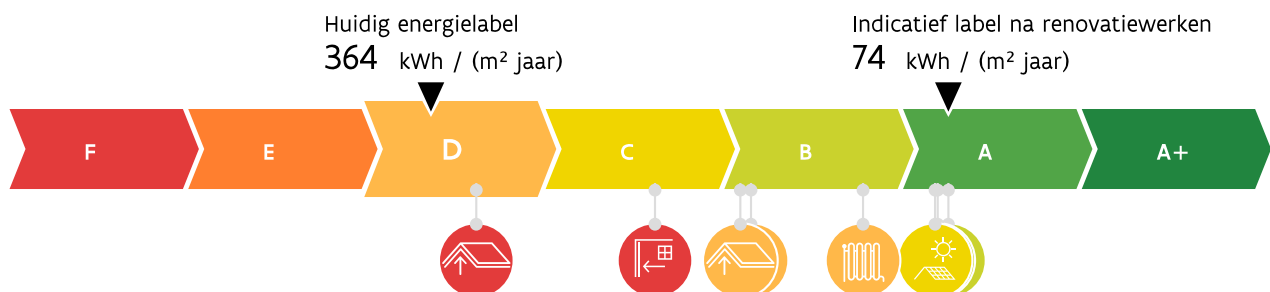 Huidig energielabel
364 kWh / (m² jaar)
Indicatief label na renovatiewerken
74 kWh / (m² jaar)
F E D C B A A+